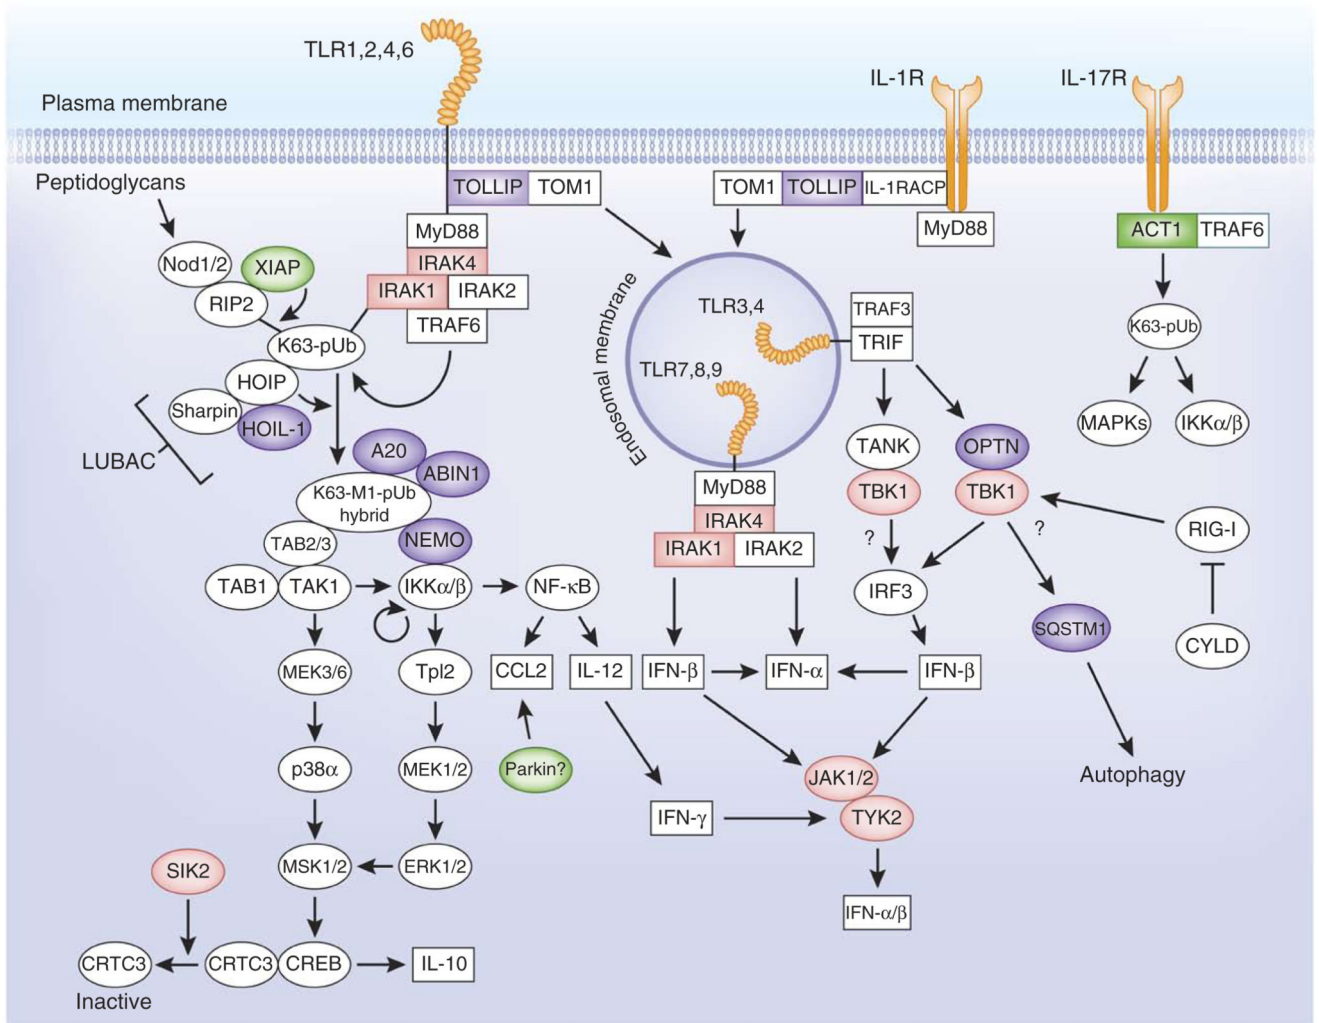 TLR1,2,4,6
IL-1R
IL-17R
Plasma membrane
Peptidoglycans
TOLLIP
TOM1
TOM1
TOLLIP
IL-1RACP
MyD88
MyD88
ACT1
TRAF6
Nod1/2
XIAP
IRAK4
RIP2
IRAK1
IRAK2
TRAF6
K63-pUb
Endosomal membrane
TLR3,4
TLR7,8,9
TRAF3
TRIF
K63-pUb
MAPKs
IKKα/β
HOIP
Sharpin
HOIL-1
LUBAC
A20
ABIN1
K63-M1-pUb
hybrid
NEMO
TAB2/3
TAB1
TAK1
IKKα/β
NF-κB
MyD88
IRAK4
IRAK1
IRAK2
TANK
TBK1
OPTN
TBK1
?
?
RIG-I
IRF3
SQSTM1
CYLD
MEK3/6
Tpl2
CCL2
IL-12
IFN-β
IFN-α
IFN-β
p38α
MEK1/2
Parkin?
JAK1/2
TYK2
Autophagy
IFN-γ
SIK2
MSK1/2
ERK1/2
IFN-α/β
CRTC3
CRTC3
CREB
IL-10
Inactive